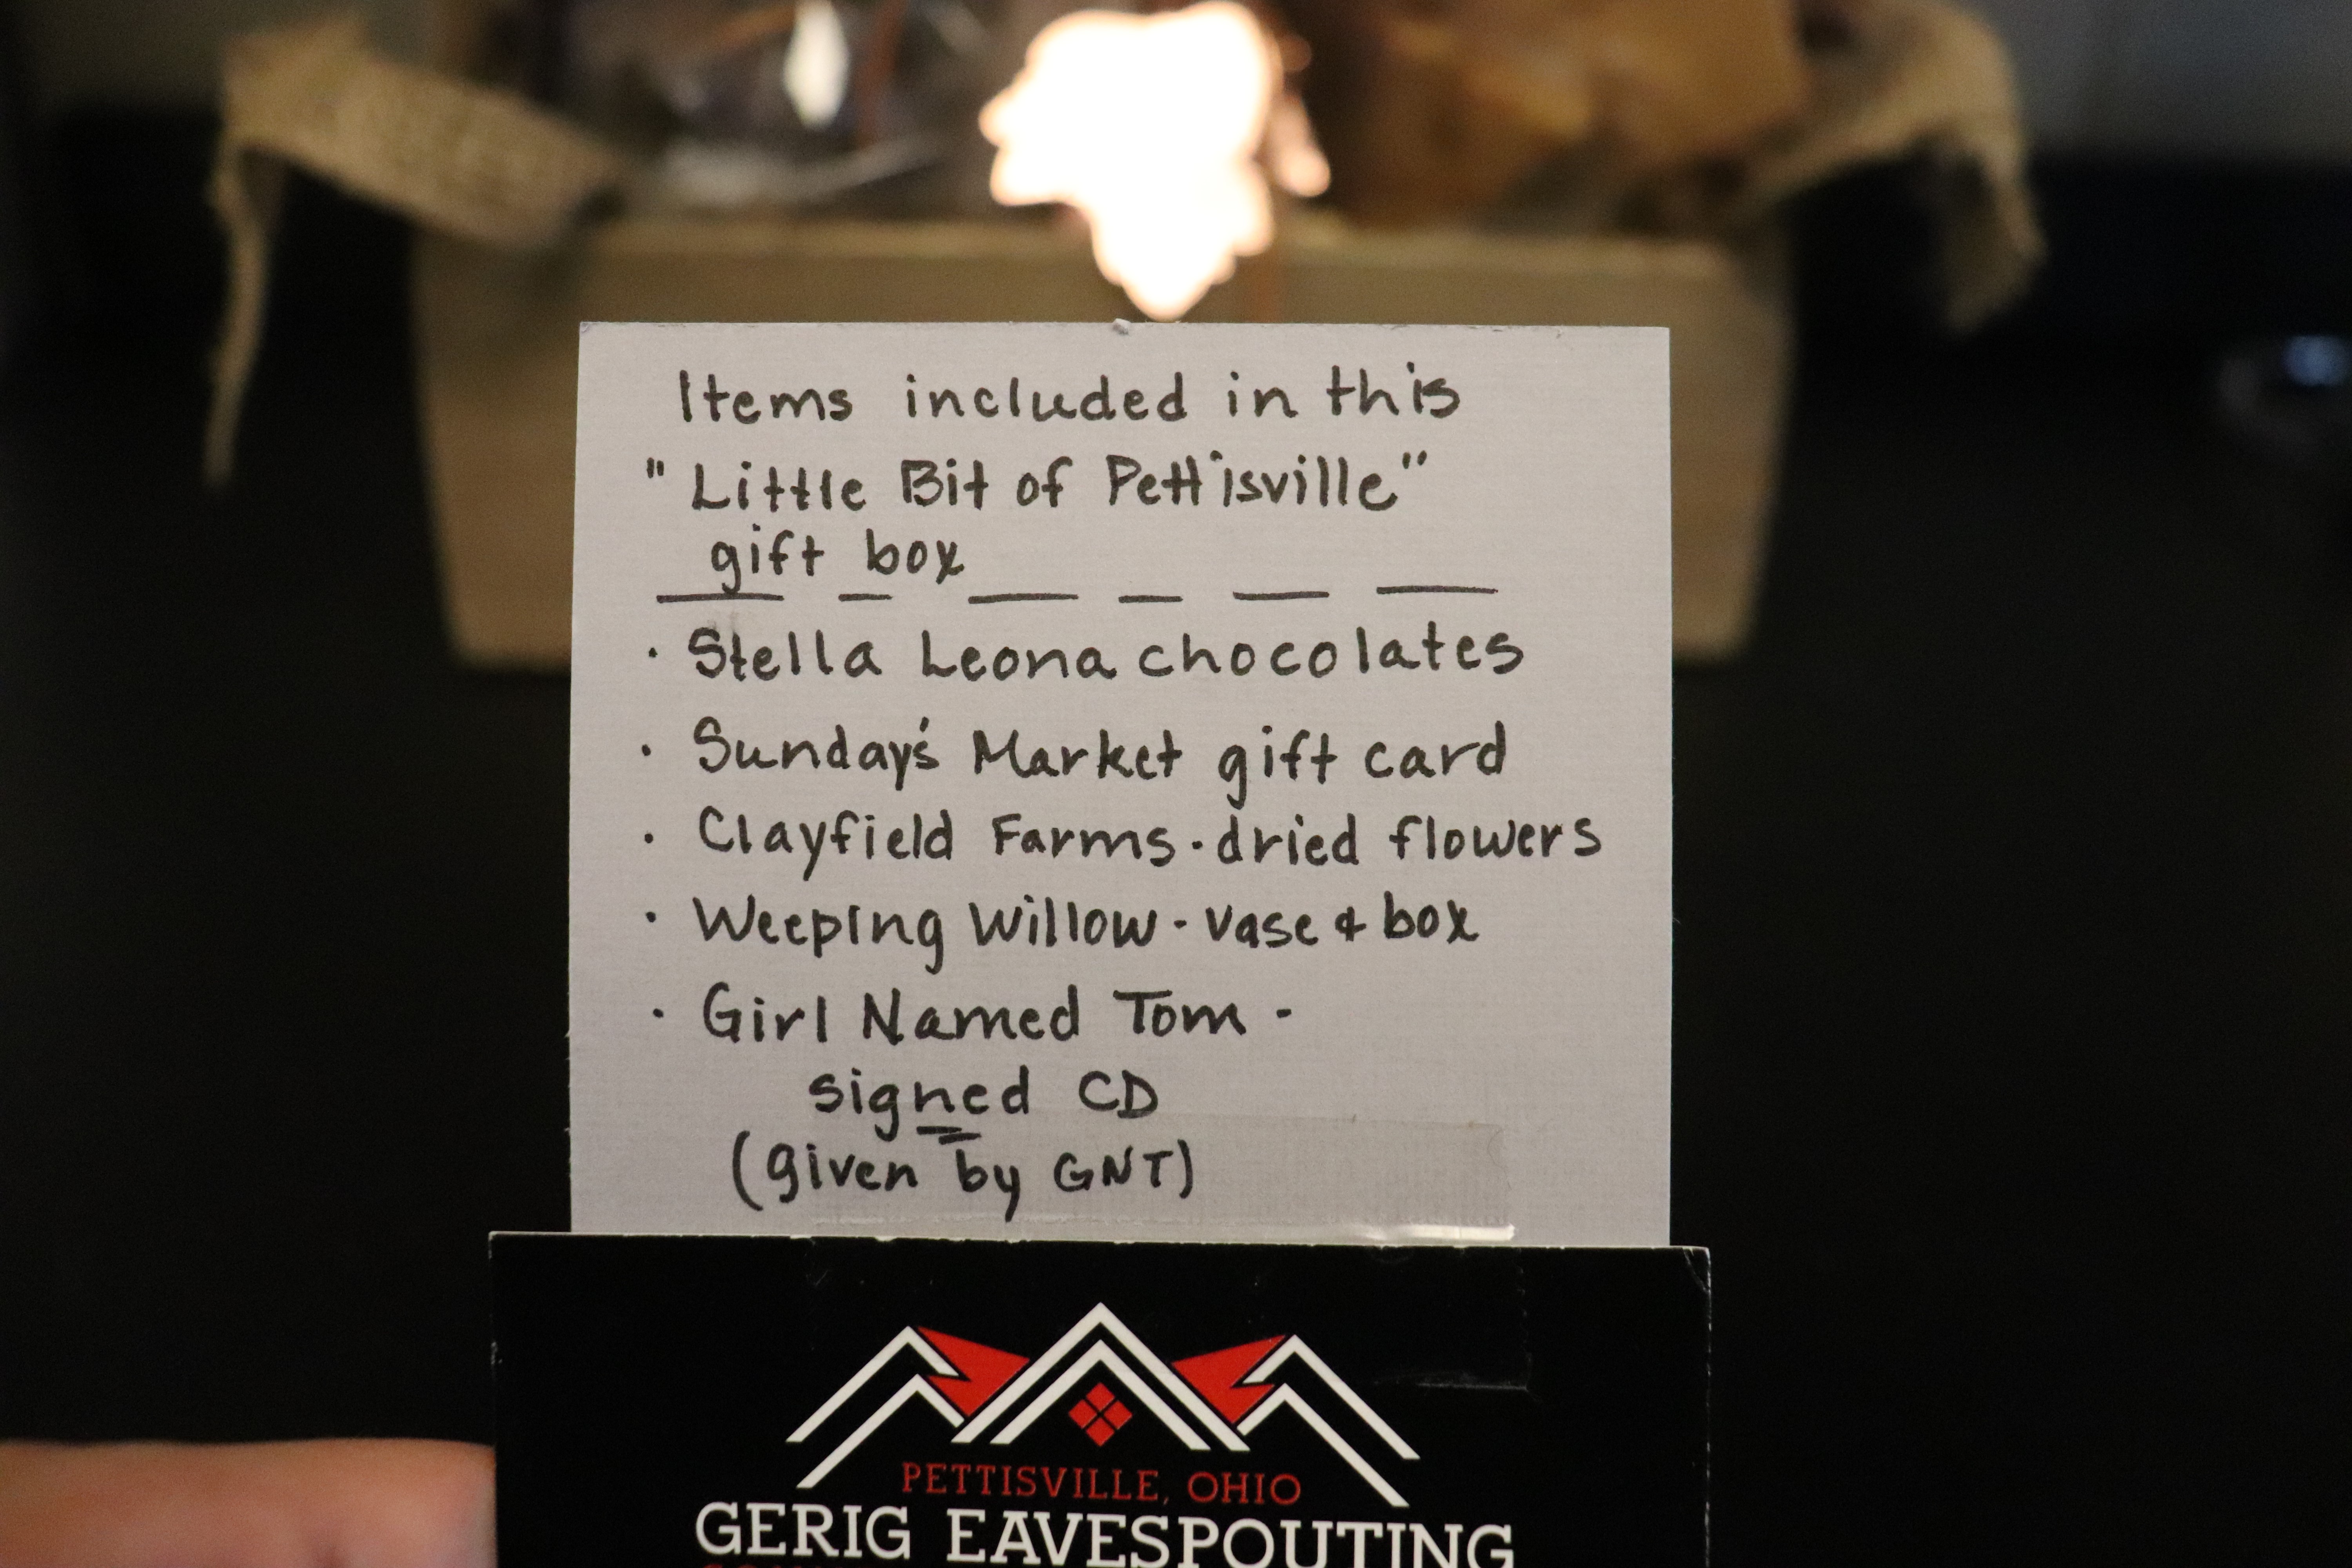 Items included in this
"Little Bit of Pettisville"
gift box
· Stella Leona chocolates
· Sunday's Market gift card
· Clayfield Farms · dried flowers
· Weeping Willow - vase & box
· Girl Named Tom -
signed CD
(given by GNT)
PETTISVILLE, OHIO
GERIG EAVESPOUTING